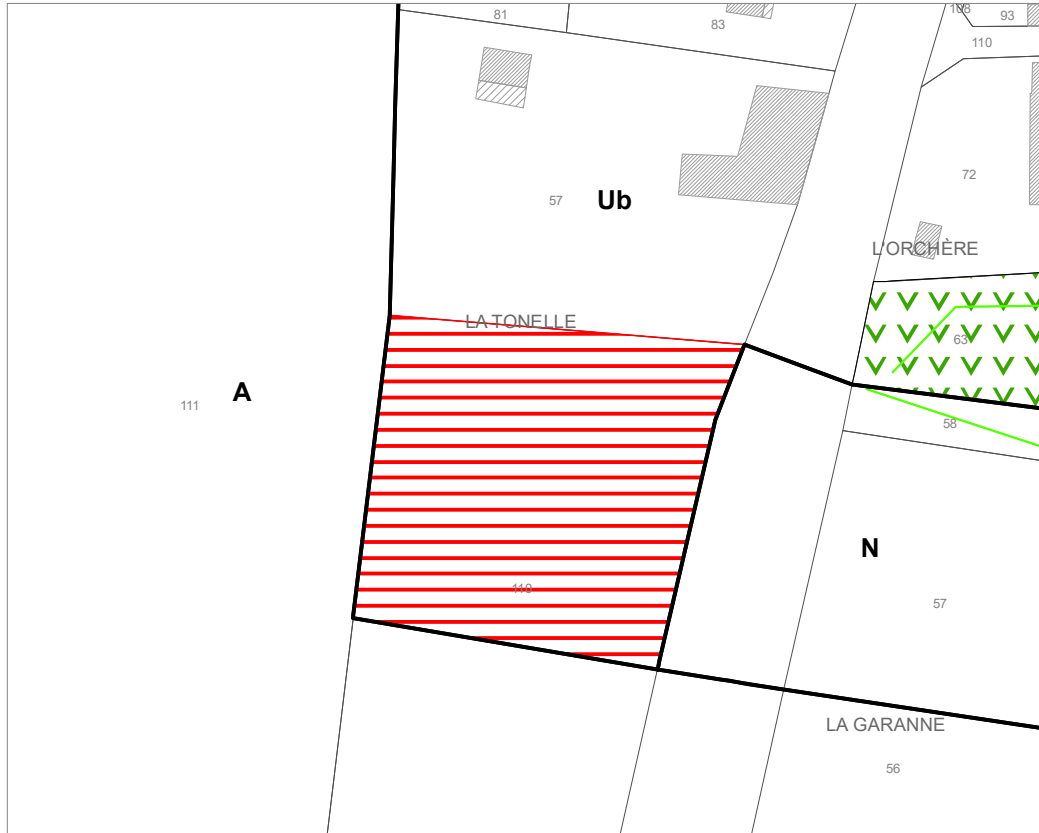 81
83
108
93
110
72
57
Ub
L'ORCHÈRE
LA TONELLE
63
A
111
58
N
110
57
LA GARANNE
56